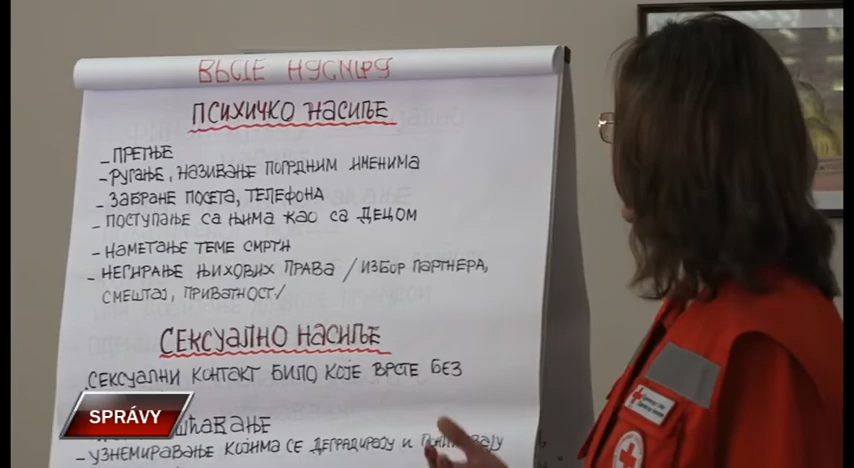 ВРСТЕ НАСИЉА
ПСИХИЧКО НАСИЉЕ
- ПРЕТЊЕ
- РУГАЊЕ, НАЗИВАЊЕ ПОГРДНИМ ИМЕНИМА
- ЗАБРАНЕ ПОСЕТА, ТЕЛЕФОНА
- ПОСТУПАЊЕ СА ЊИМА КАО СА ДЕЦОМ
- НАМЕТАЊЕ ТЕМЕ СМРТИ
- НЕГИРАЊЕ ЊИХОВИХ ПРАВА / ИЗБОР ПАРТНЕРА,
СМЕШТАЈ, ПРИВАТНОСТ/
СЕКСУАЛНО НАСИЉЕ
СЕКСУАЛНИ КОНТАКТ БИЛО КОЈЕ ВРСТЕ БЕЗ
- УЗНЕМИРАВАЊЕ КОЈИМА СЕ ДЕГРАДИРАЈУ И
SPRÁVY